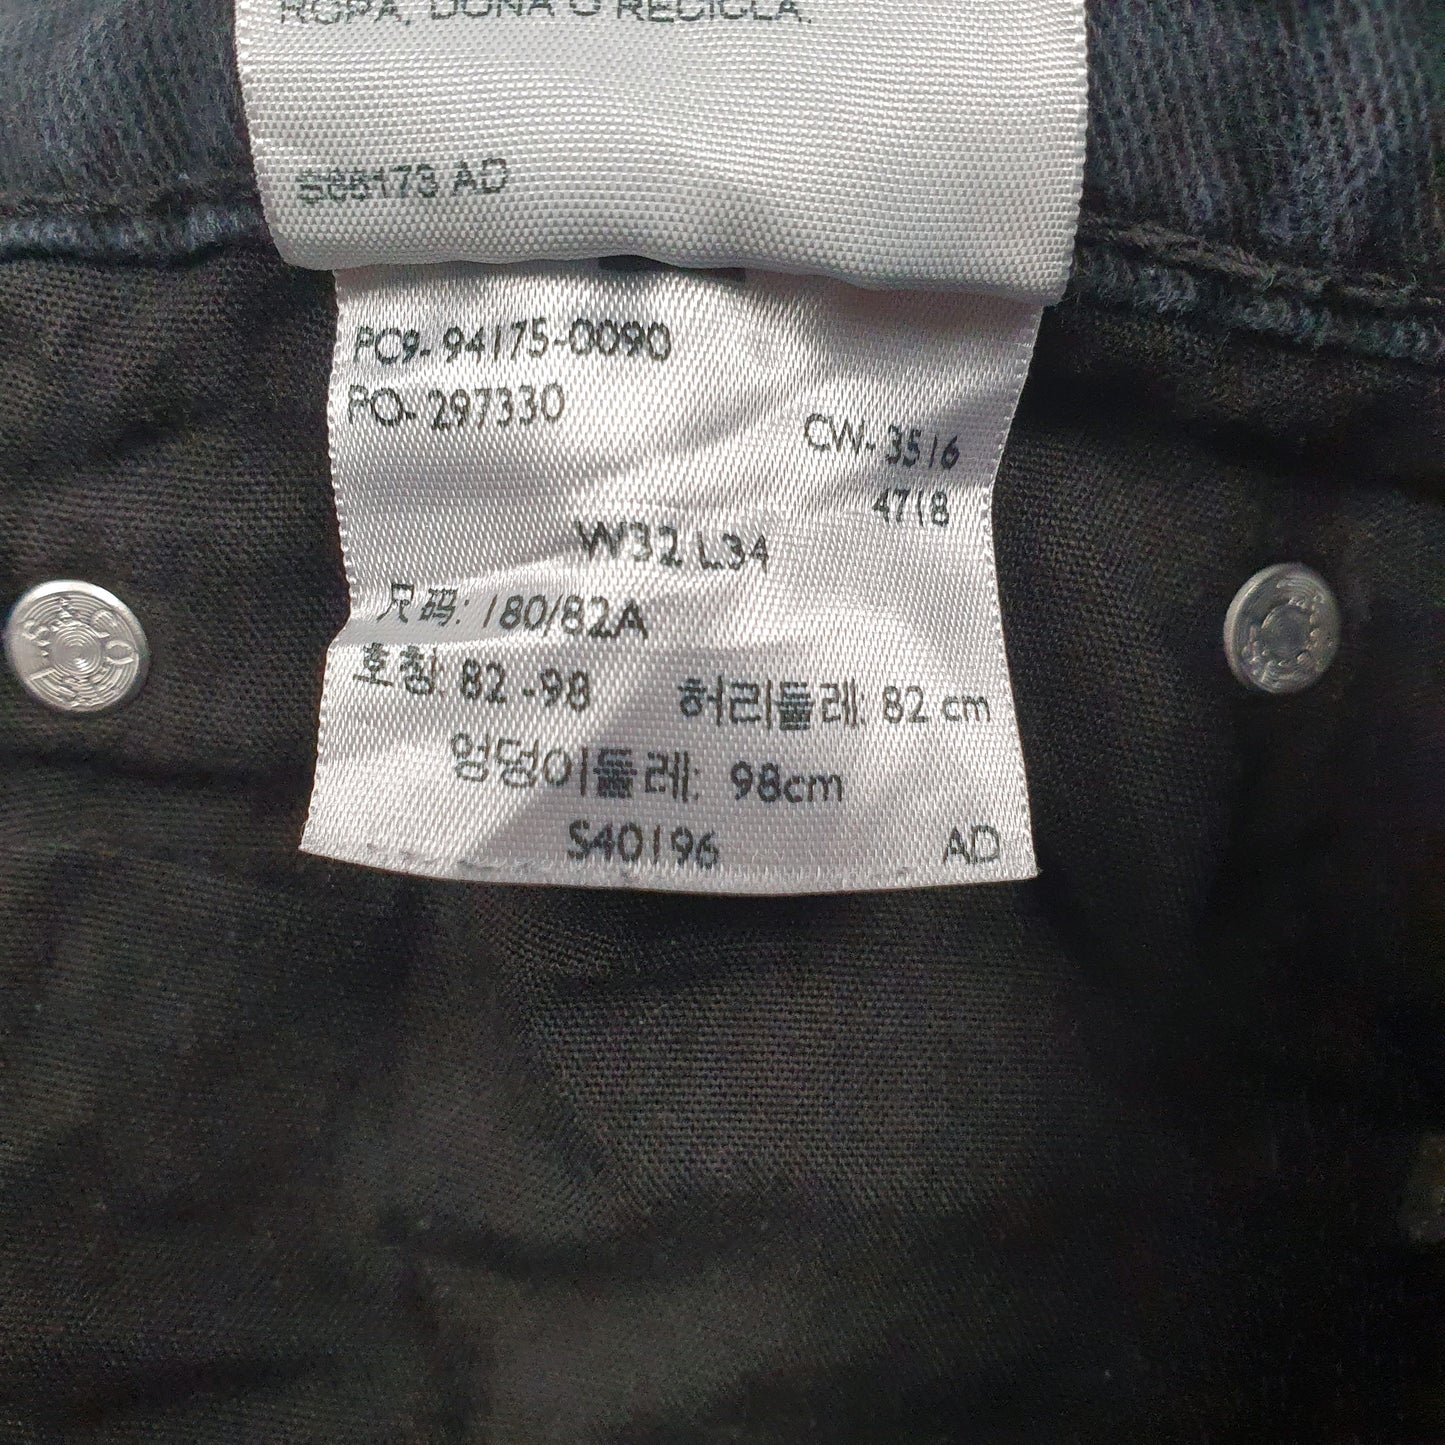 ROPA, DONA O RECICLA.
S85173 AD
PC9-94175-0090
PO-297330
CW-3516
4718
W32 L34
尺码: 180/82A
호칭: 82-98 허리둘레: 82 cm
엉덩이둘레: 98cm
S40196 AD